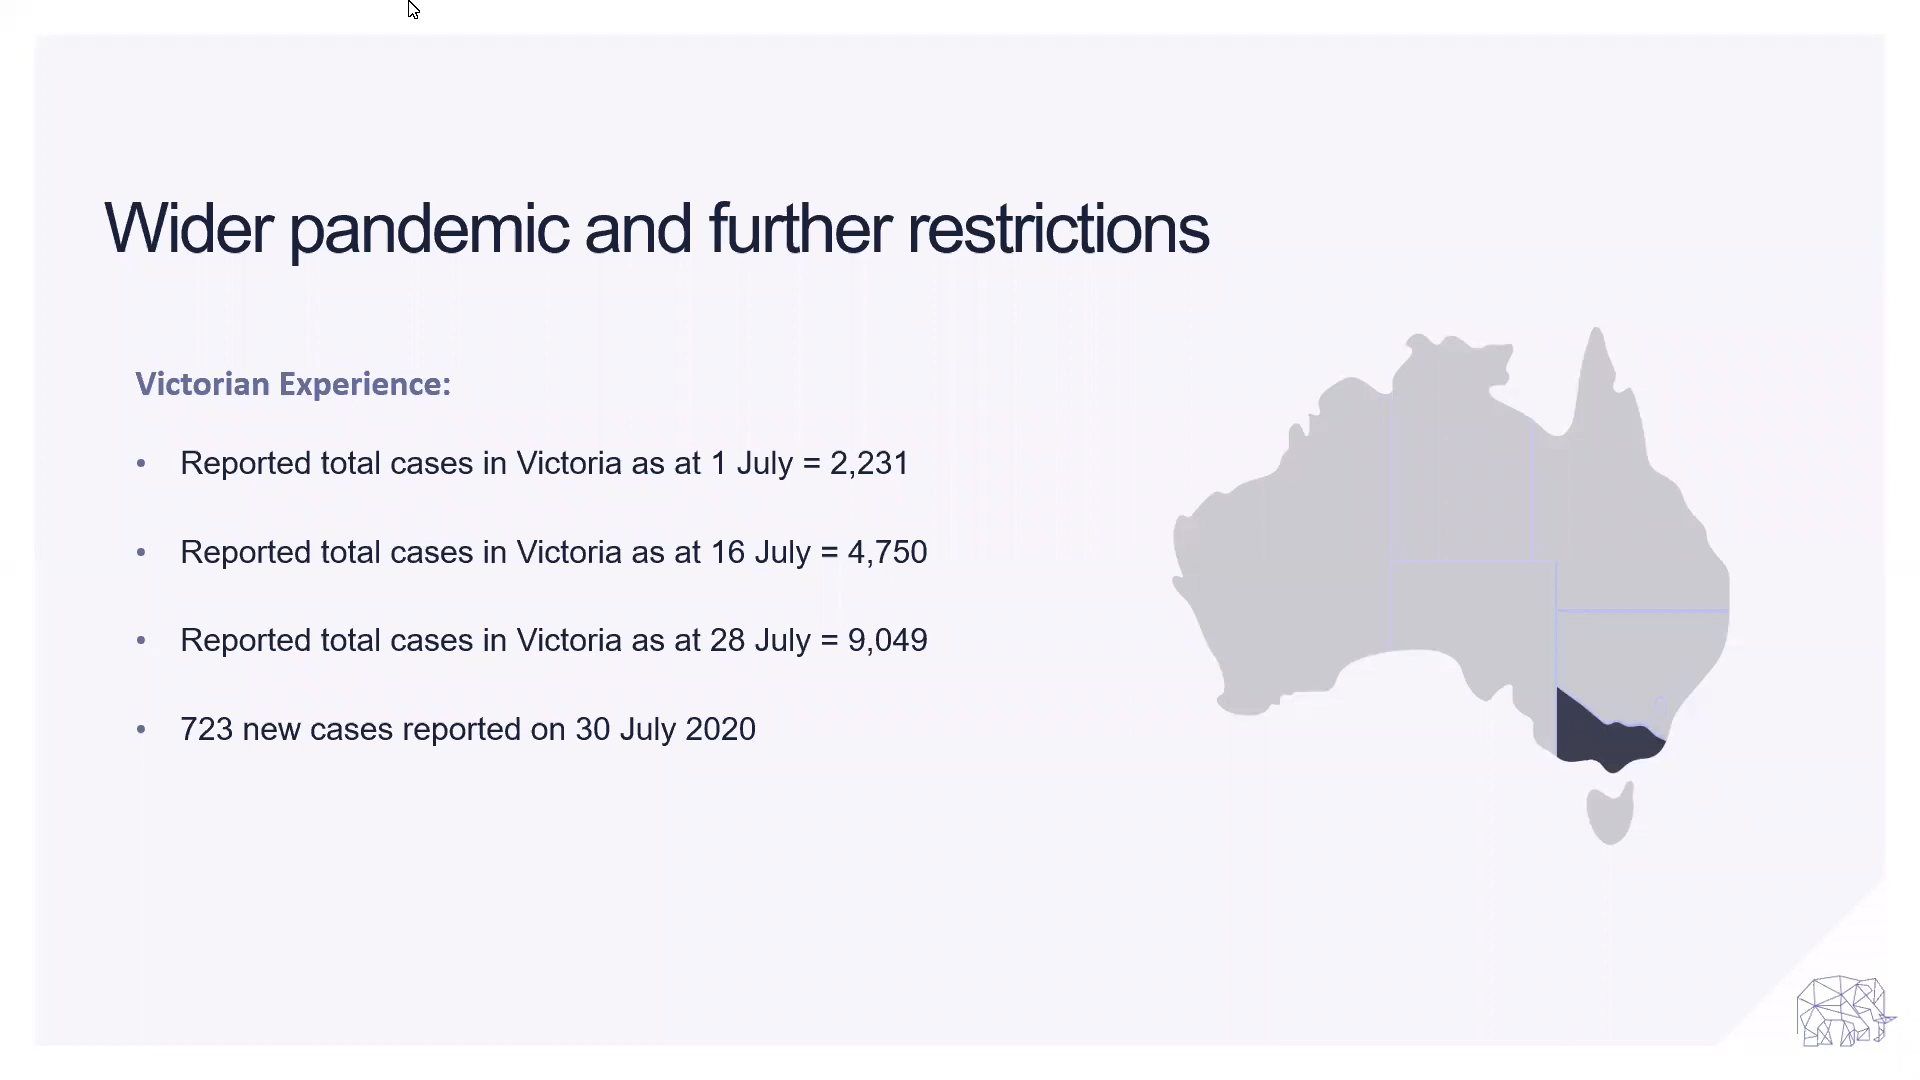 Wider pandemic and further restrictions
Victorian Experience:
• Reported total cases in Victoria as at 1 July = 2,231
• Reported total cases in Victoria as at 16 July = 4,750
• Reported total cases in Victoria as at 28 July = 9,049
• 723 new cases reported on 30 July 2020